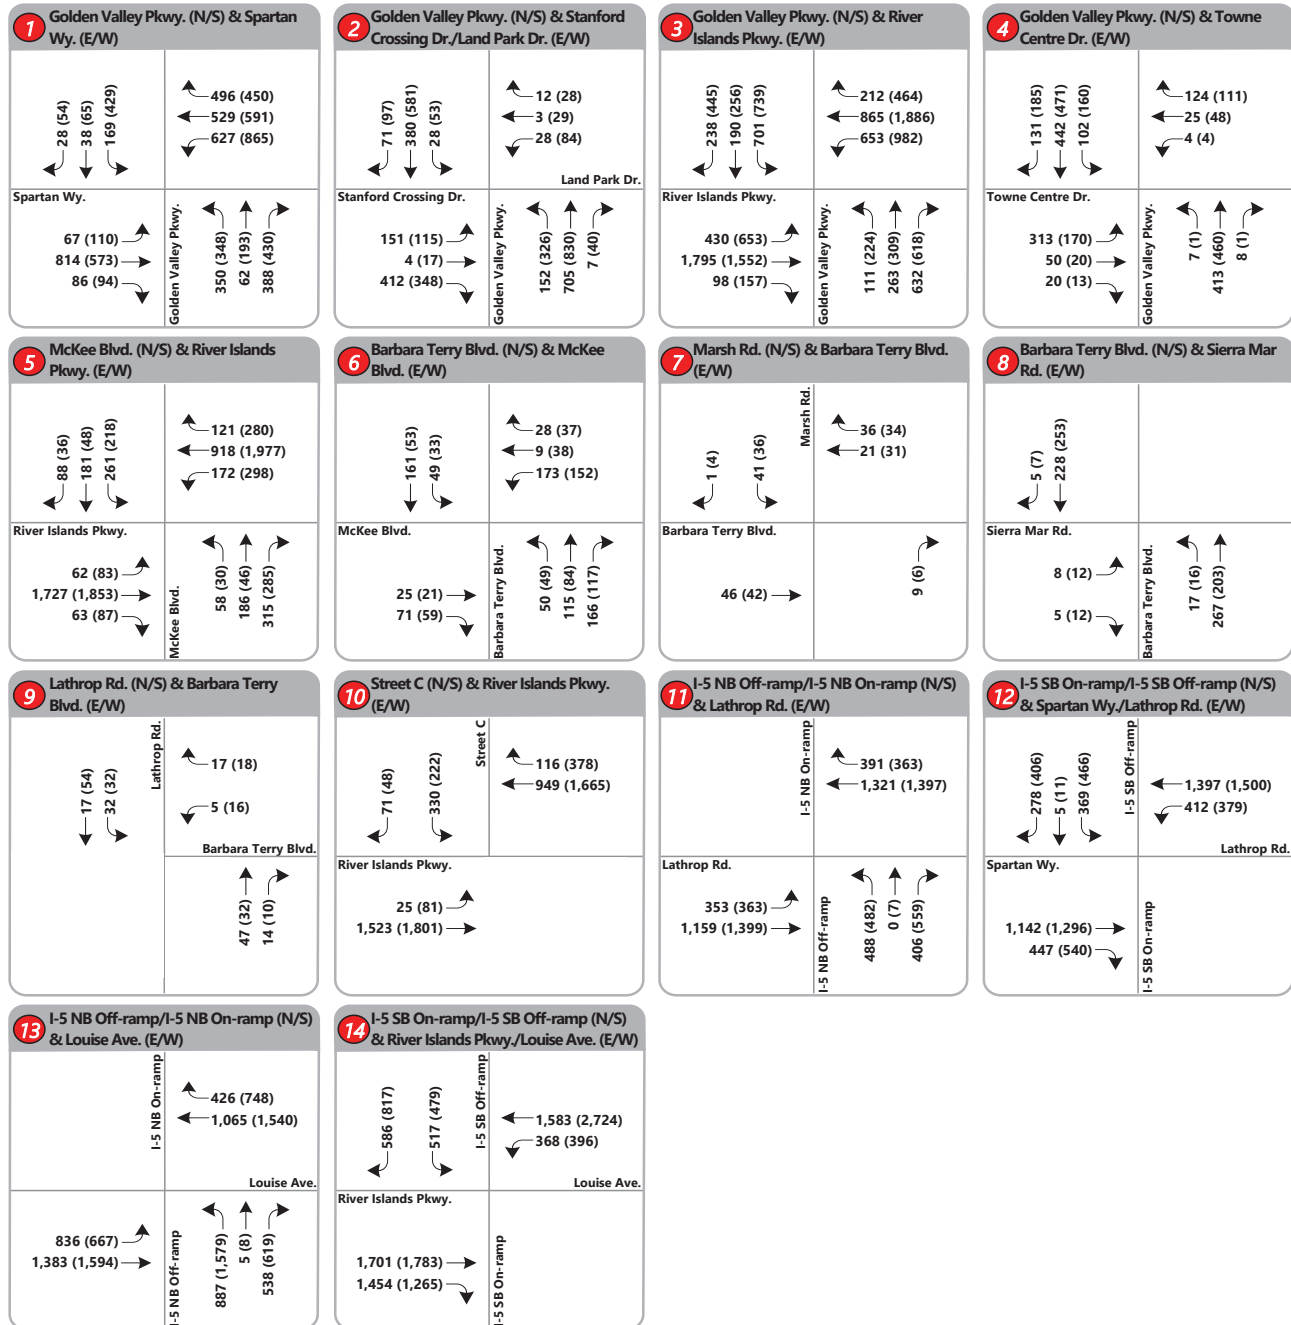 1
Golden Valley Pkwy. (N/S) & Spartan
Wy. (E/W)
28 (54)
38 (65)
169 (429)
496 (450)
529 (591)
627 (865)
Spartan Wy.
67 (110)
814 (573)
86 (94)
Golden Valley Pkwy.
350 (348)
62 (193)
388 (430)
2
Golden Valley Pkwy. (N/S) & Stanford
Crossing Dr./Land Park Dr. (E/W)
71 (97)
380 (581)
28 (53)
12 (28)
3 (29)
28 (84)
Land Park Dr.
Stanford Crossing Dr.
151 (115)
4 (17)
412 (348)
Golden Valley Pkwy.
152 (326)
705 (830)
7 (40)
3
Golden Valley Pkwy. (N/S) & River
Islands Pkwy. (E/W)
238 (445)
190 (256)
701 (739)
212 (464)
865 (1,886)
653 (982)
River Islands Pkwy.
430 (653)
1,795 (1,552)
98 (157)
Golden Valley Pkwy.
111 (224)
263 (309)
632 (618)
4
Golden Valley Pkwy. (N/S) & Towne
Centre Dr. (E/W)
131 (185)
442 (471)
102 (160)
124 (111)
25 (48)
4 (4)
Towne Centre Dr.
313 (170)
50 (20)
20 (13)
Golden Valley Pkwy.
7 (1)
413 (460)
8 (1)
5
McKee Blvd. (N/S) & River Islands
Pkwy. (E/W)
88 (36)
181 (48)
261 (218)
121 (280)
918 (1,977)
172 (298)
River Islands Pkwy.
62 (83)
1,727 (1,853)
63 (87)
McKee Blvd.
58 (30)
186 (46)
315 (285)
6
Barbara Terry Blvd. (N/S) & McKee
Blvd. (E/W)
161 (53)
49 (33)
28 (37)
9 (38)
173 (152)
McKee Blvd.
25 (21)
71 (59)
Barbara Terry Blvd.
50 (49)
115 (84)
166 (117)
7
Marsh Rd. (N/S) & Barbara Terry Blvd.
(E/W)
1 (4)
41 (36)
Marsh Rd.
36 (34)
21 (31)
Barbara Terry Blvd.
46 (42)
9 (6)
8
Barbara Terry Blvd. (N/S) & Sierra Mar
Rd. (E/W)
5 (7)
228 (253)
Sierra Mar Rd.
8 (12)
5 (12)
Barbara Terry Blvd.
17 (16)
267 (203)
9
Lathrop Rd. (N/S) & Barbara Terry
Blvd. (E/W)
17 (54)
32 (32)
Lathrop Rd.
17 (18)
5 (16)
Barbara Terry Blvd.
47 (32)
14 (10)
10
Street C (N/S) & River Islands Pkwy.
(E/W)
71 (48)
330 (222)
Street C
116 (378)
949 (1,665)
River Islands Pkwy.
25 (81)
1,523 (1,801)
11
I-5 NB Off-ramp/I-5 NB On-ramp (N/S)
& Lathrop Rd. (E/W)
I-5 NB On-ramp
391 (363)
1,321 (1,397)
Lathrop Rd.
353 (363)
1,159 (1,399)
I-5 NB Off-ramp
488 (482)
0 (7)
406 (559)
12
I-5 SB On-ramp/I-5 SB Off-ramp (N/S)
& Spartan Wy./Lathrop Rd. (E/W)
278 (406)
5 (11)
369 (466)
I-5 SB Off-ramp
1,397 (1,500)
412 (379)
Lathrop Rd.
Spartan Wy.
1,142 (1,296)
447 (540)
I-5 SB On-ramp
13
I-5 NB Off-ramp/I-5 NB On-ramp (N/S)
& Louise Ave. (E/W)
I-5 NB On-ramp
426 (748)
1,065 (1,540)
Louise Ave.
836 (667)
1,383 (1,594)
I-5 NB Off-ramp
887 (1,579)
5 (8)
538 (619)
14
I-5 SB On-ramp/I-5 SB Off-ramp (N/S)
& River Islands Pkwy./Louise Ave. (E/W)
586 (817)
517 (479)
I-5 SB Off-ramp
1,583 (2,724)
368 (396)
Louise Ave.
River Islands Pkwy.
1,701 (1,783)
1,454 (1,265)
I-5 SB On-ramp